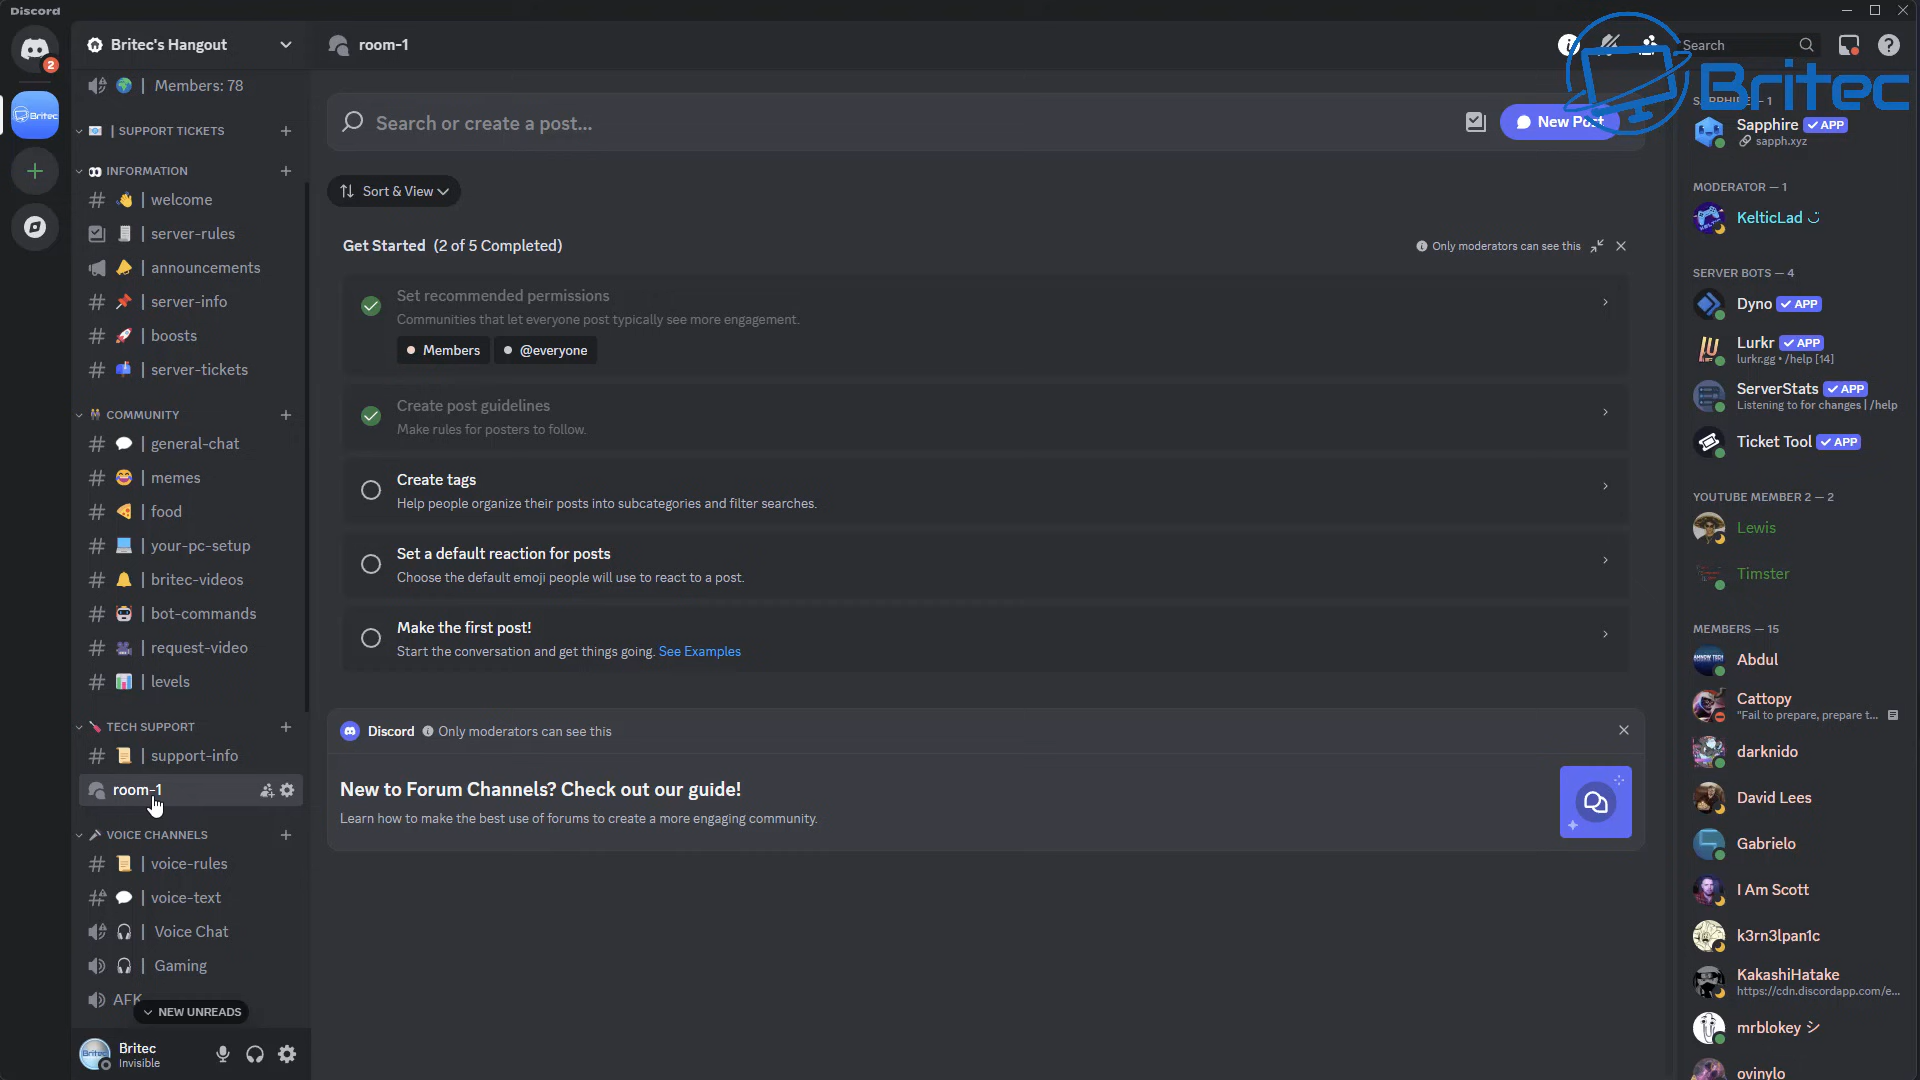 Discord
2
Britec
Britec's Hangout
| Members: 78
| SUPPORT TICKETS
INFORMATION
| welcome
| server-rules
| announcements
| server-info
| boosts
| server-tickets
COMMUNITY
| general-chat
| memes
| food
| your-pc-setup
| britec-videos
| bot-commands
| request-video
| levels
TECH SUPPORT
| support-info
room-1
VOICE CHANNELS
| voice-rules
| voice-text
| Voice Chat
| Gaming
AFK
NEW UNREADS
Britec
Invisible
room-1
Search
Britec
Search or create a post...
New Post
Sort & View
Get Started (2 of 5 Completed)
Only moderators can see this
Set recommended permissions
Communities that let everyone post typically see more engagement.
Members
@everyone
Create post guidelines
Make rules for posters to follow.
Create tags
Help people organize their posts into subcategories and filter searches.
Set a default reaction for posts
Choose the default emoji people will use to react to a post.
Make the first post!
Start the conversation and get things going. See Examples
Discord Only moderators can see this
New to Forum Channels? Check out our guide!
Learn how to make the best use of forums to create a more engaging community.
SAPPHIRE — 1
Sapphire APP
sapph.xyz
MODERATOR — 1
KelticLad
SERVER BOTS — 4
Dyno APP
Lurkr APP
lurkr.gg • /help [14]
ServerStats APP
Listening to for changes | /help
Ticket Tool APP
YOUTUBE MEMBER 2 — 2
Lewis
Timster
MEMBERS — 15
Abdul
Cattopy
"Fail to prepare, prepare t...
darknido
David Lees
Gabrielo
I Am Scott
k3rn3lpan1c
KakashiHatake
https://cdn.discordapp.com/e...
mrblokey シ
ovinylo